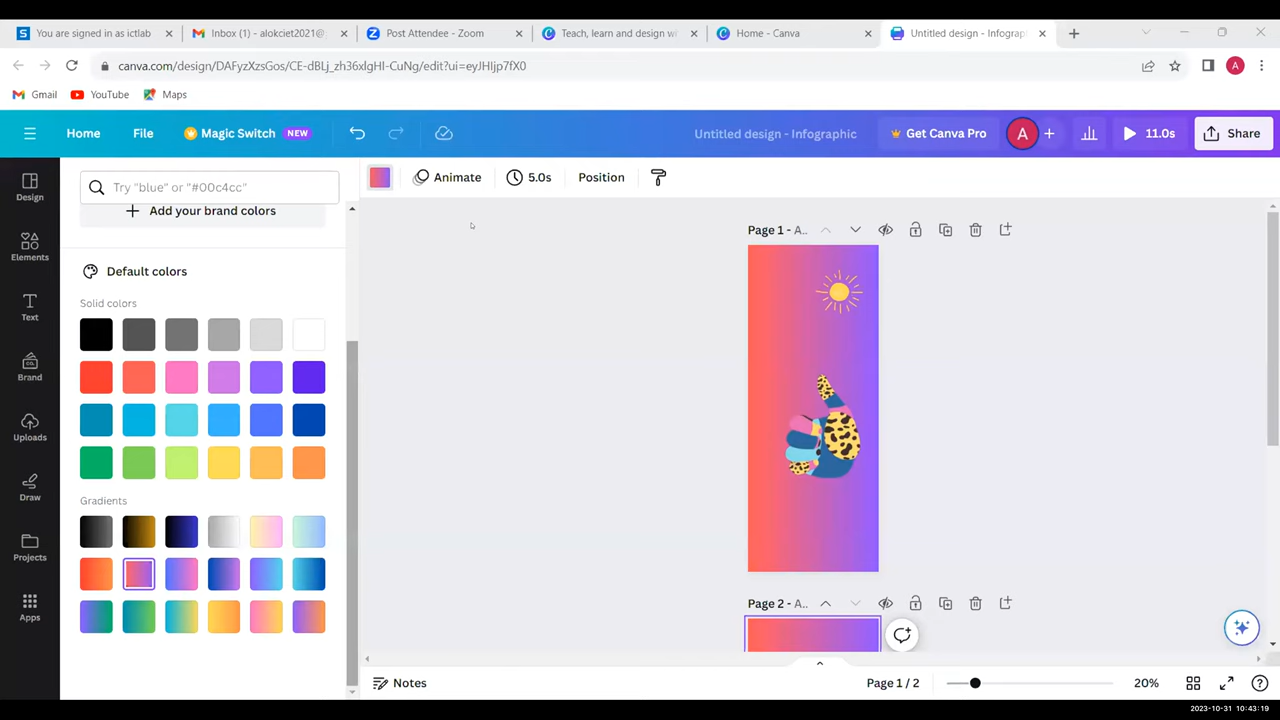 You are signed in as ictlab
Inbox (1) - alokciet2021@
Post Attendee - Zoom
Teach, learn and design wi
Home - Canva
Untitled design - Infograph
canva.com/design/DAFyzXzsGos/CE-dBLj_zh36xlgHI-CuNg/edit?ui=eyJHIjp7fX0
A
Gmail
YouTube
Maps
Home
File
Magic Switch NEW
Untitled design - Infographic
Get Canva Pro
A
11.0s
Share
Design
Elements
Text
Brand
Uploads
Draw
Projects
Apps
Try "blue" or "#00c4cc"
Add your brand colors
Default colors
Solid colors
Gradients
Animate
5.0s
Position
Page 1 - A..
Page 2 - A..
Notes
Page 1 / 2
20%
2023-10-31 10:43:19